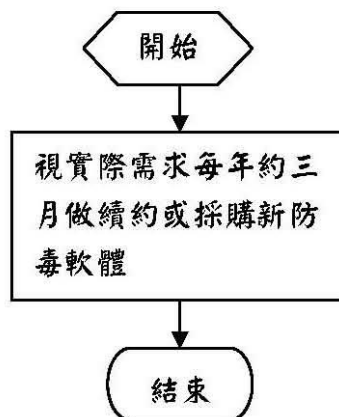 開始
視實際需求每年約三
月做續約或採購新防
毒軟體
結束